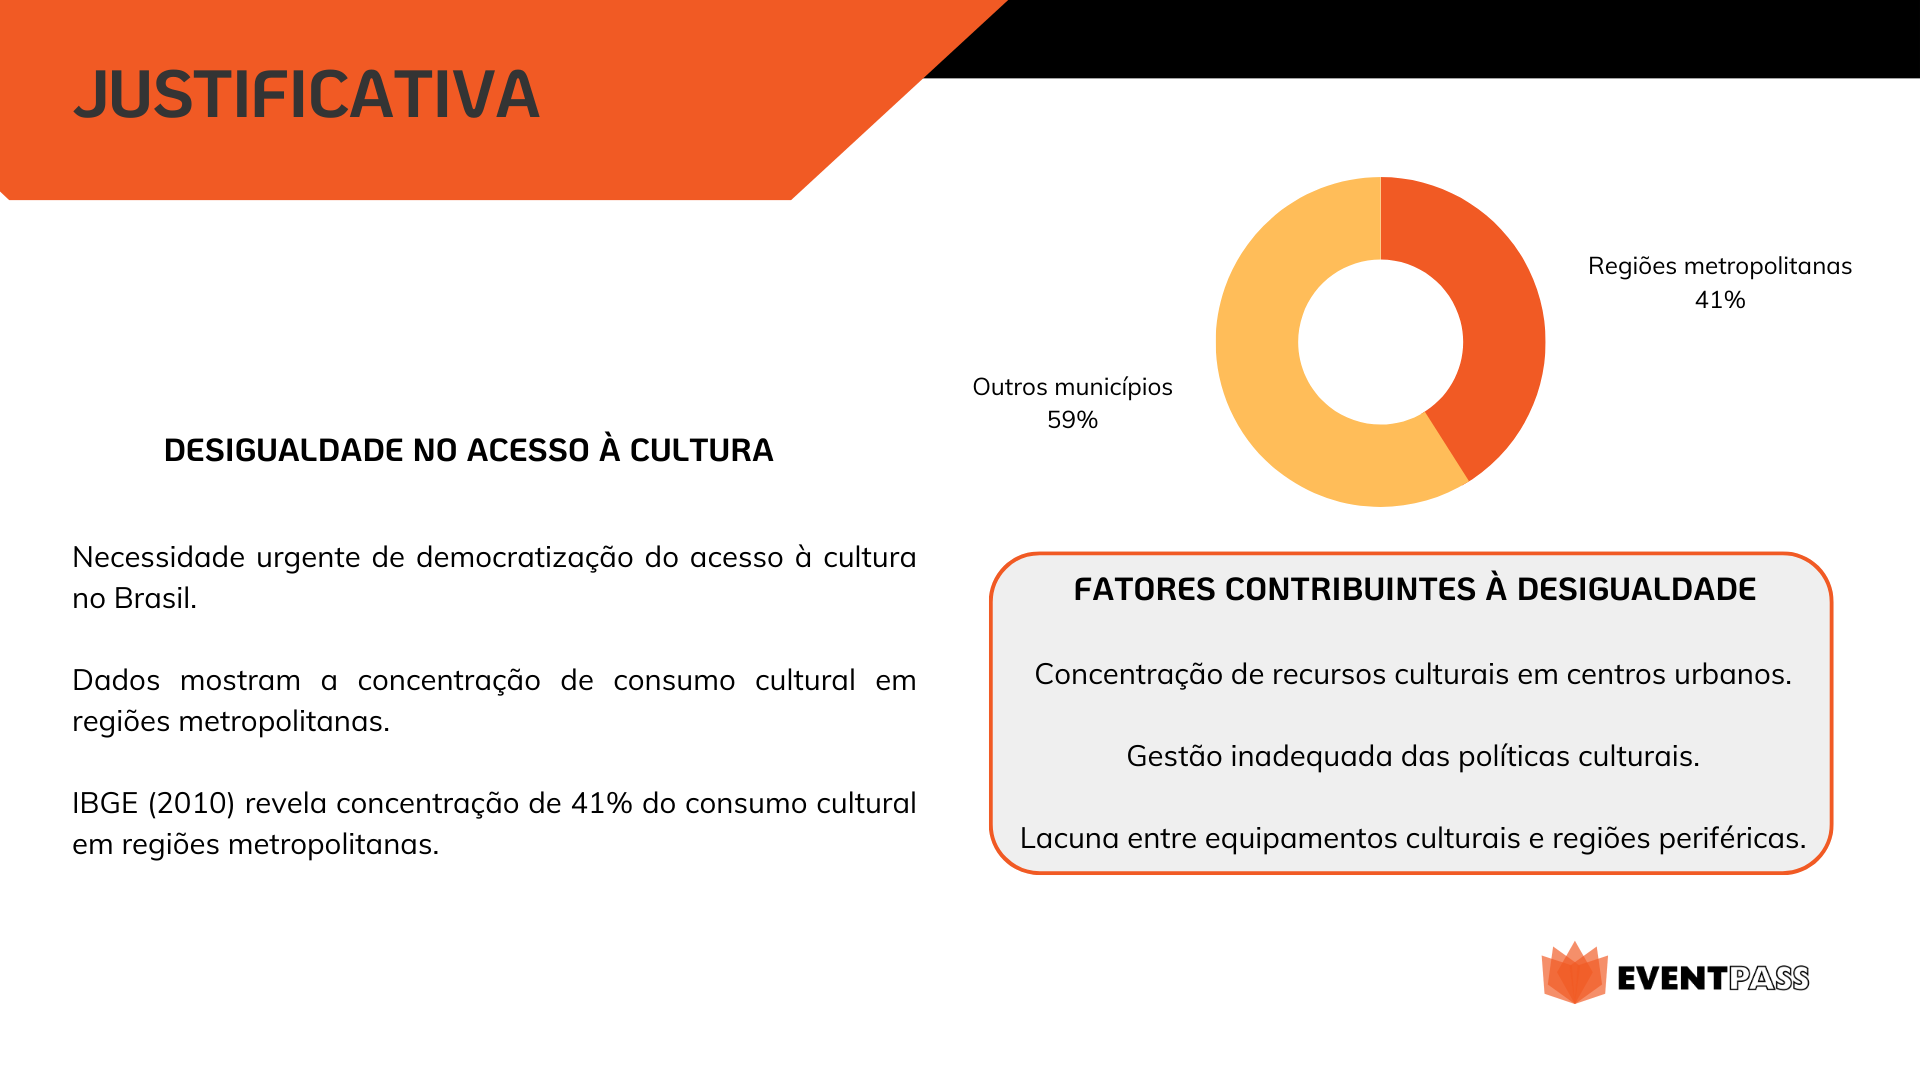 JUSTIFICATIVA
DESIGUALDADE NO ACESSO À CULTURA
Necessidade urgente de democratização do acesso à cultura
no Brasil.
Dados mostram a concentração de consumo cultural em
regiões metropolitanas.
IBGE (2010) revela concentração de 41% do consumo cultural
em regiões metropolitanas.
Regiões metropolitanas
41%
Outros municípios
59%
FATORES CONTRIBUINTES À DESIGUALDADE
Concentração de recursos culturais em centros urbanos.
Gestão inadequada das políticas culturais.
Lacuna entre equipamentos culturais e regiões periféricas.
EVENTPASS